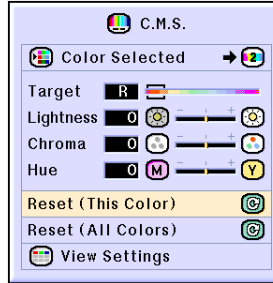 C.M.S.
Color Selected 2
Target R
Lightness 0 - +
Chroma 0 - +
Hue 0 M - + Y
Reset (This Color)
Reset (All Colors)
View Settings